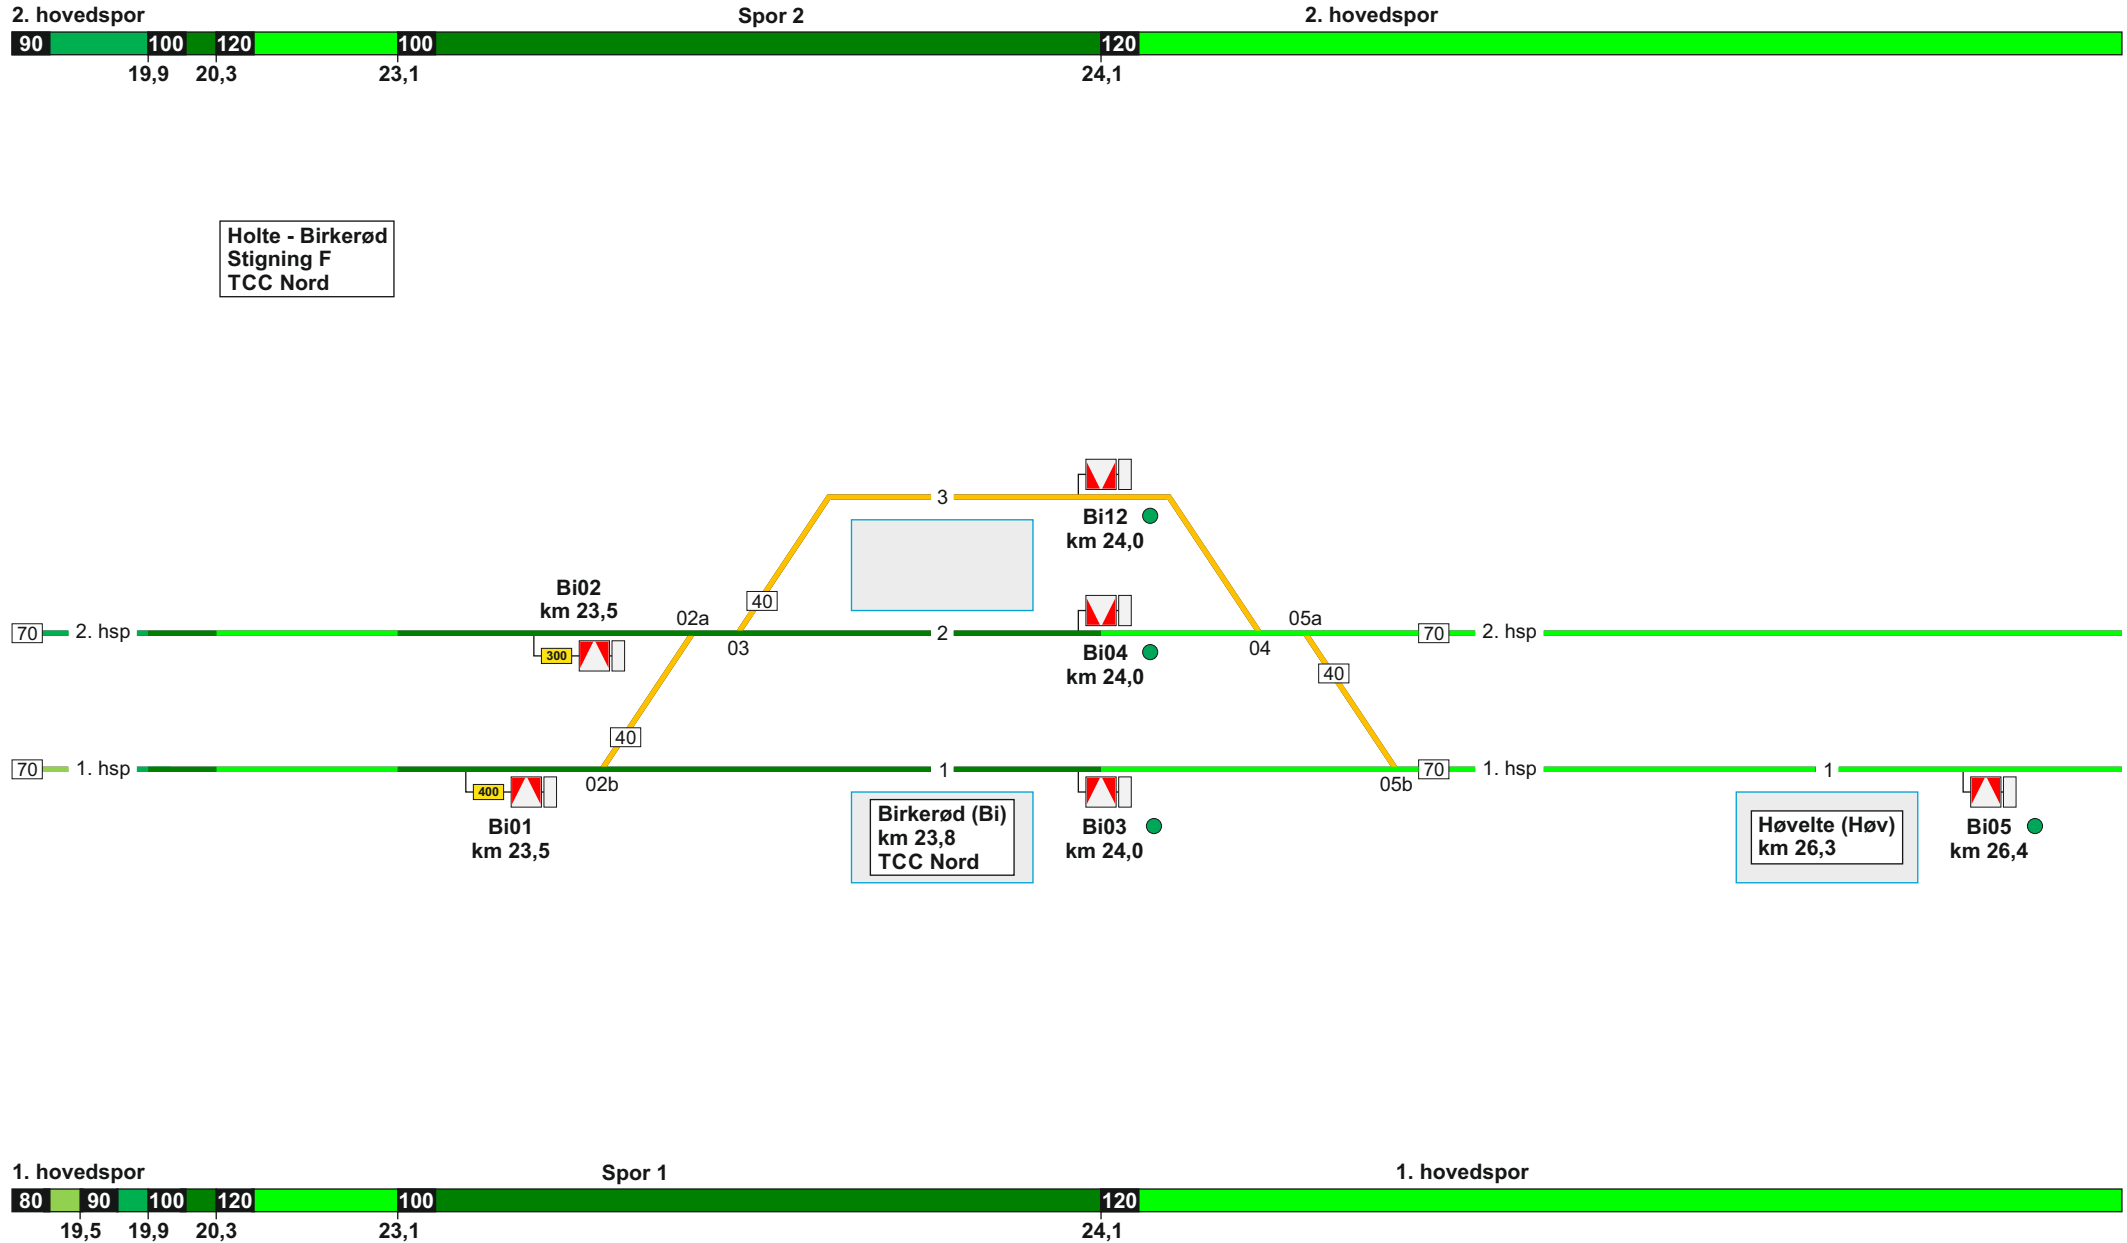 2. hovedspor
Spor 2
2. hovedspor
90
100
120
100
120
19,9
20,3
23,1
24,1
Holte - Birkerød
Stigning F
TCC Nord
3
Bi12
km 24,0
Bi02
km 23,5
40
02a
05a
70
2. hsp
2
70
2. hsp
03
04
300
Bi04
km 24,0
40
40
70
1. hsp
1
70
1. hsp
1
02b
05b
400
Bi01
km 23,5
Birkerød (Bi)
km 23,8
TCC Nord
Bi03
km 24,0
Høvelte (Høv)
km 26,3
Bi05
km 26,4
1. hovedspor
Spor 1
1. hovedspor
80
90
100
120
100
120
19,5
19,9
20,3
23,1
24,1